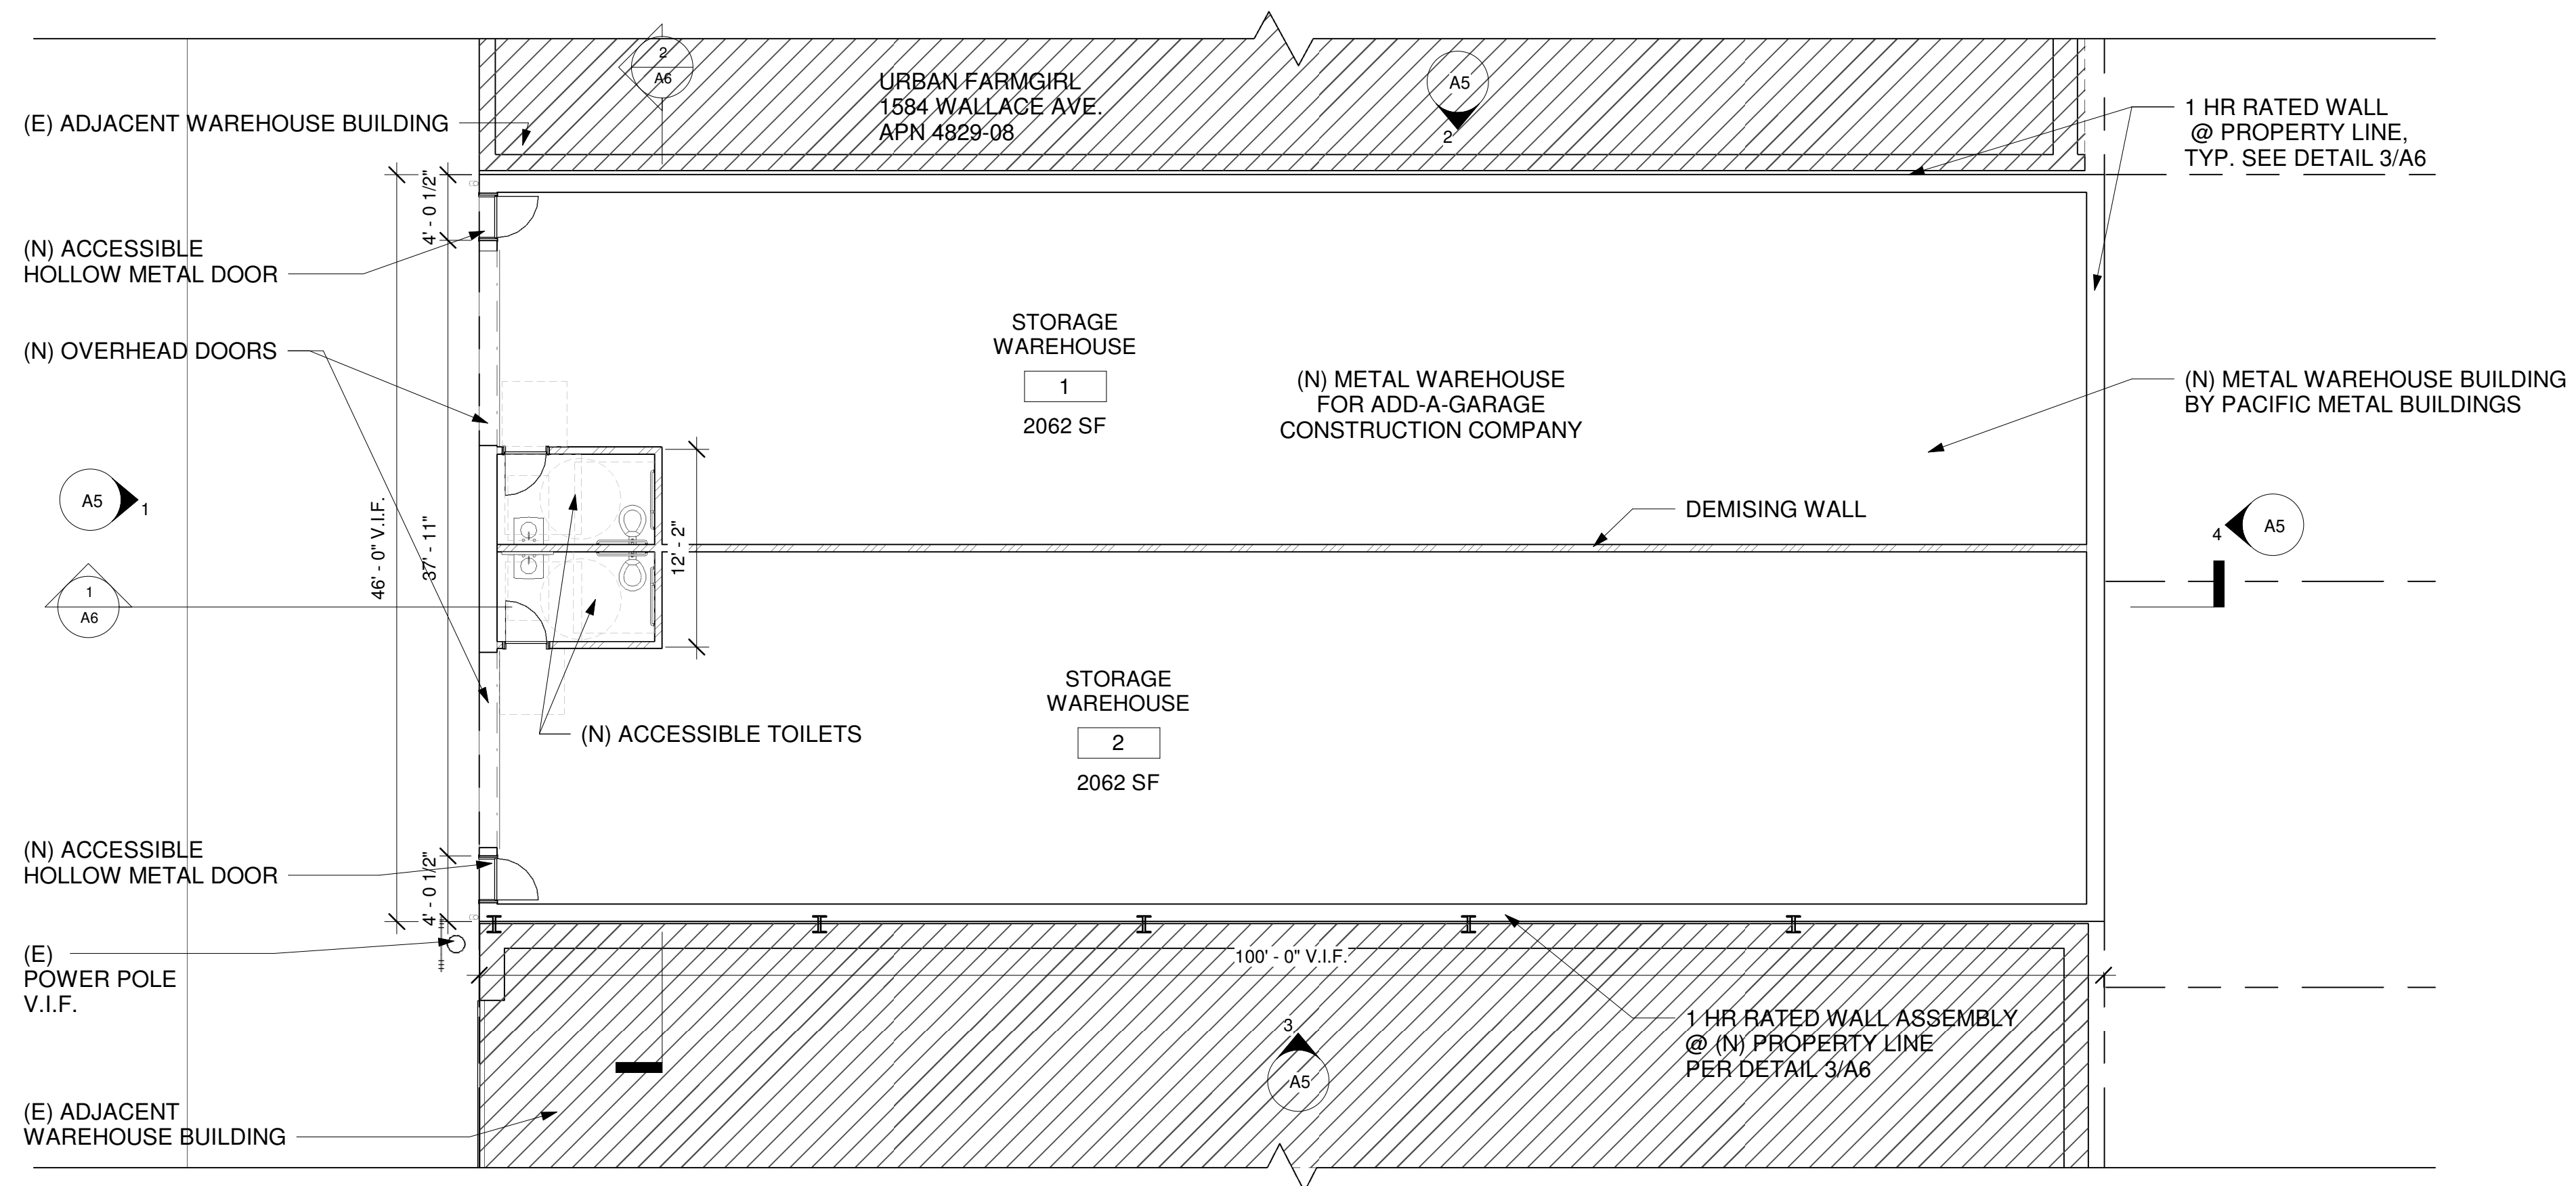 2
A6
URBAN FARMGIRL
1584 WALLACE AVE.
APN 4829-08
A5
2
(E) ADJACENT WAREHOUSE BUILDING
1 HR RATED WALL
@ PROPERTY LINE,
TYP. SEE DETAIL 3/A6
4' - 0 1/2"
(N) ACCESSIBLE
HOLLOW METAL DOOR
(N) OVERHEAD DOORS
STORAGE
WAREHOUSE
1
2062 SF
(N) METAL WAREHOUSE
FOR ADD-A-GARAGE
CONSTRUCTION COMPANY
(N) METAL WAREHOUSE BUILDING
BY PACIFIC METAL BUILDINGS
A5
1
46' - 0" V.I.F.
37' - 11"
12' - 2"
DEMISING WALL
4
A5
1
A6
STORAGE
WAREHOUSE
2
2062 SF
(N) ACCESSIBLE TOILETS
(N) ACCESSIBLE
HOLLOW METAL DOOR
4' - 0 1/2"
(E)
POWER POLE
V.I.F.
100' - 0" V.I.F.
3
A5
1 HR RATED WALL ASSEMBLY
@ (N) PROPERTY LINE
PER DETAIL 3/A6
(E) ADJACENT
WAREHOUSE BUILDING